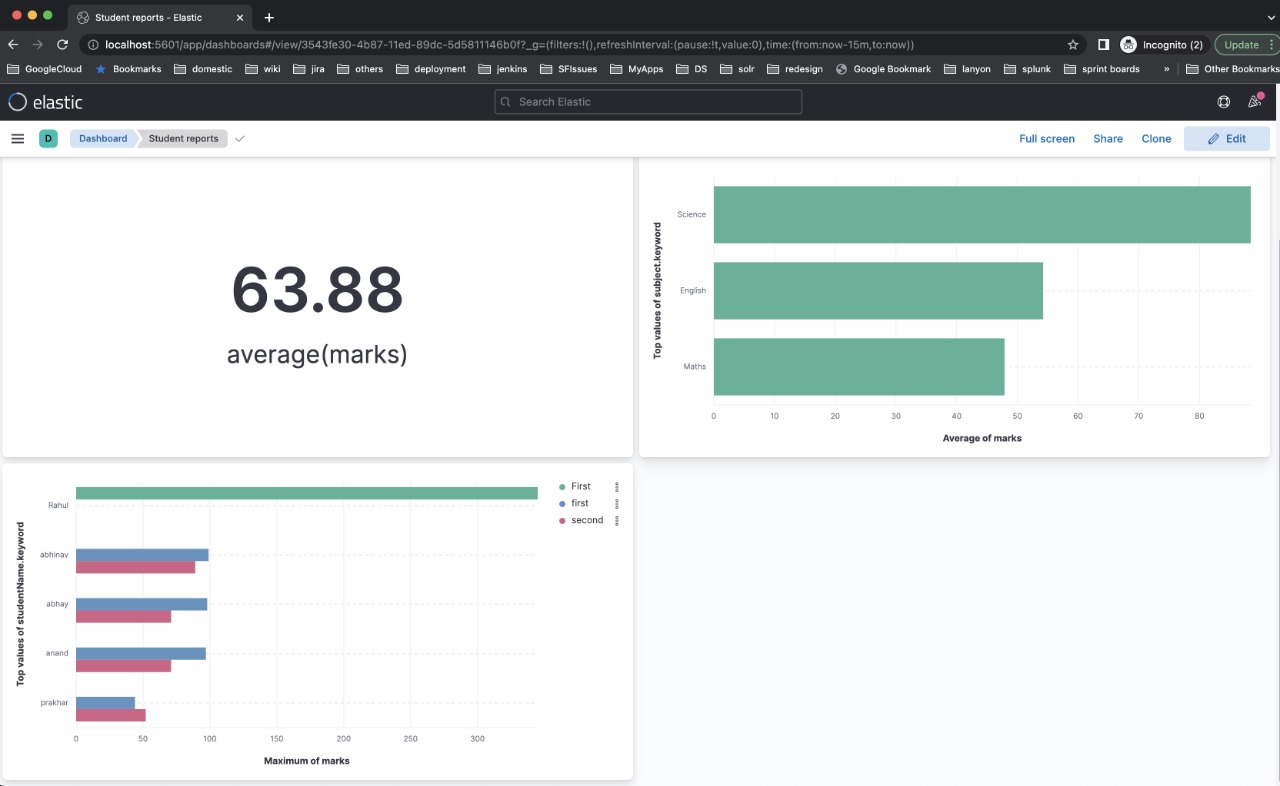 Student reports - Elastic
localhost:5601/app/dashboards#/view/3543fe30-4b87-11ed-89dc-5d5811146b0f?_g=(filters:!(),refreshInterval:(pause:!t,value:0),time:(from:now-15m,to:now))
Incognito (2)
Update
GoogleCloud Bookmarks domestic wiki jira others deployment jenkins SFIssues MyApps DS solr redesign Google Bookmark lanyon splunk sprint boards » Other Bookmarks
elastic
Search Elastic
D Dashboard Student reports
Full screen Share Clone Edit
63.88
average(marks)
Top values of subject.keyword
Science
English
Maths
0 10 20 30 40 50 60 70 80
Average of marks
Top values of studentName.keyword
Rahul
abhinav
abhay
anand
prakhar
0 50 100 150 200 250 300
Maximum of marks
First
first
second